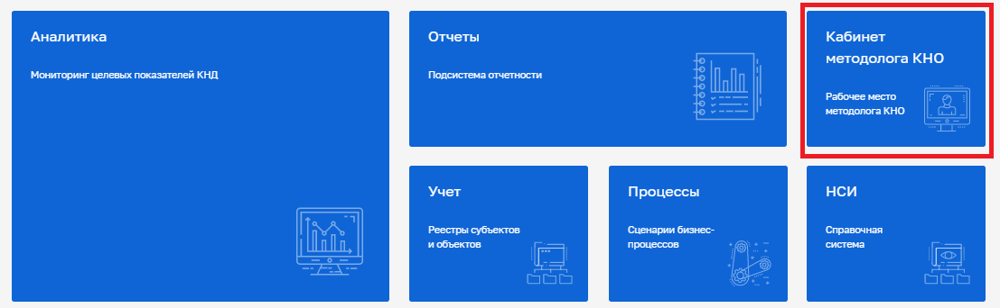 Аналитика
Мониторинг целевых показателей КНД
Отчеты
Подсистема отчетности
Кабинет
методолога КНО
Рабочее место
методолога КНО
Учет
Реестры субъектов
и объектов
Процессы
Сценарии бизнес-
процессов
НСИ
Справочная
система